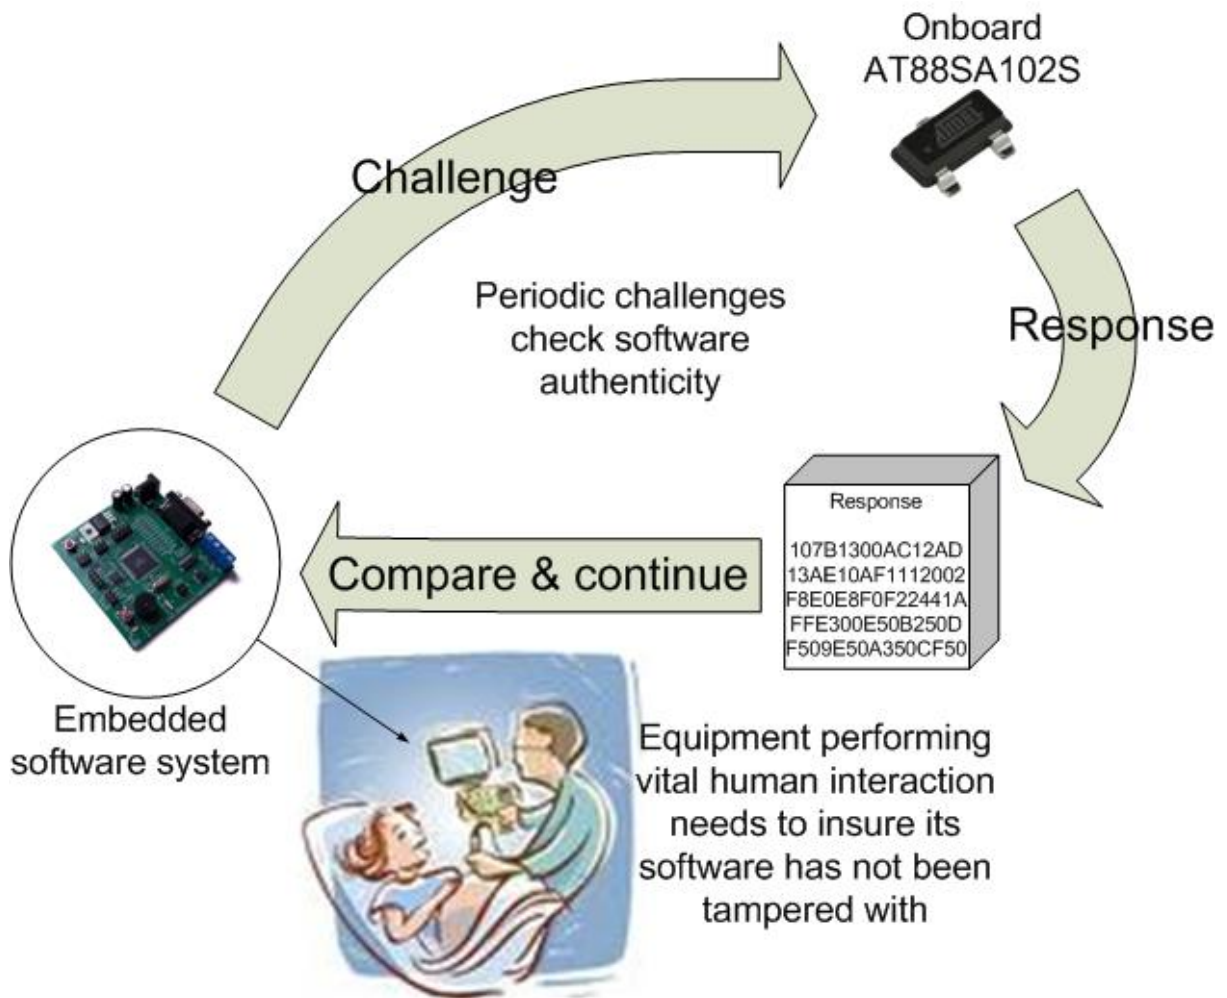 Onboard
AT88SA102S
Challenge
Periodic challenges
check software
authenticity
Response
Response
107B1300AC12AD
13AE10AF1112002
F8E0E8F0F22441A
FFE300E50B250D
F509E50A350CF50
Compare & continue
Embedded
software system
Equipment performing
vital human interaction
needs to insure its
software has not been
tampered with